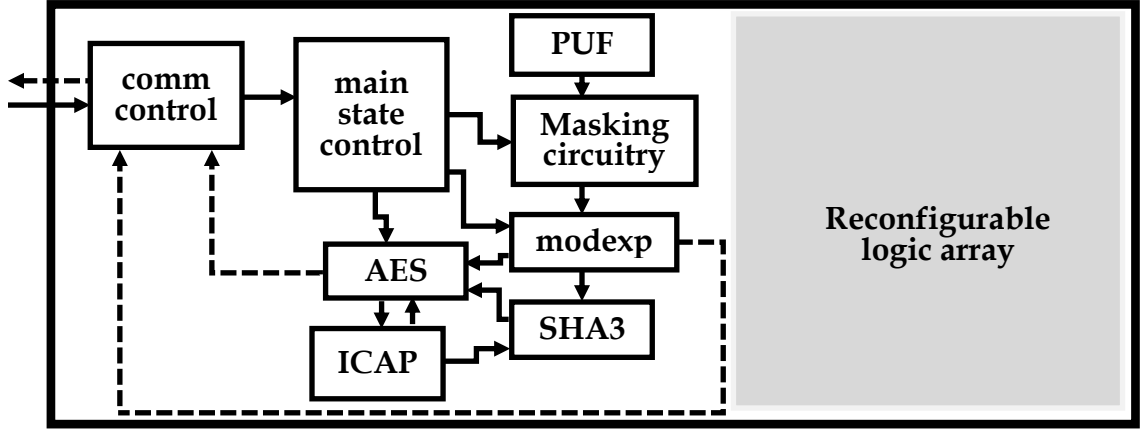 comm
control
main
state
control
PUF
Masking
circuitry
modexp
AES
SHA3
ICAP
Reconfigurable
logic array